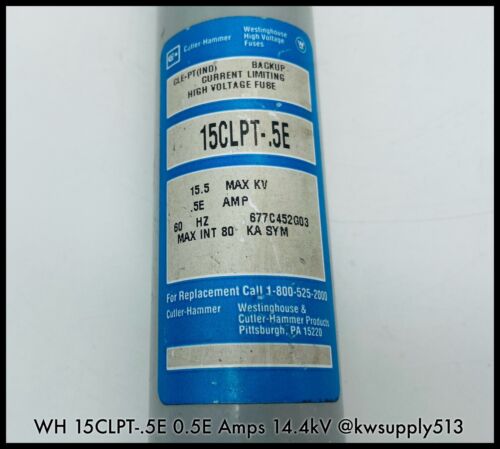 Cutler-Hammer
Westinghouse
High Voltage
Fuses
CLE-PT(IND) BACKUP
CURRENT LIMITING
HIGH VOLTAGE FUSE
15CLPT-.5E
15.5 MAX KV
.5E AMP
60 HZ 677C452G03
MAX INT 80 KA SYM
For Replacement Call 1-800-525-2000
Cutler-Hammer
Westinghouse &
Cutler-Hammer Products
Pittsburgh, PA 15220
WH 15CLPT-.5E 0.5E Amps 14.4kV @kwsupply513